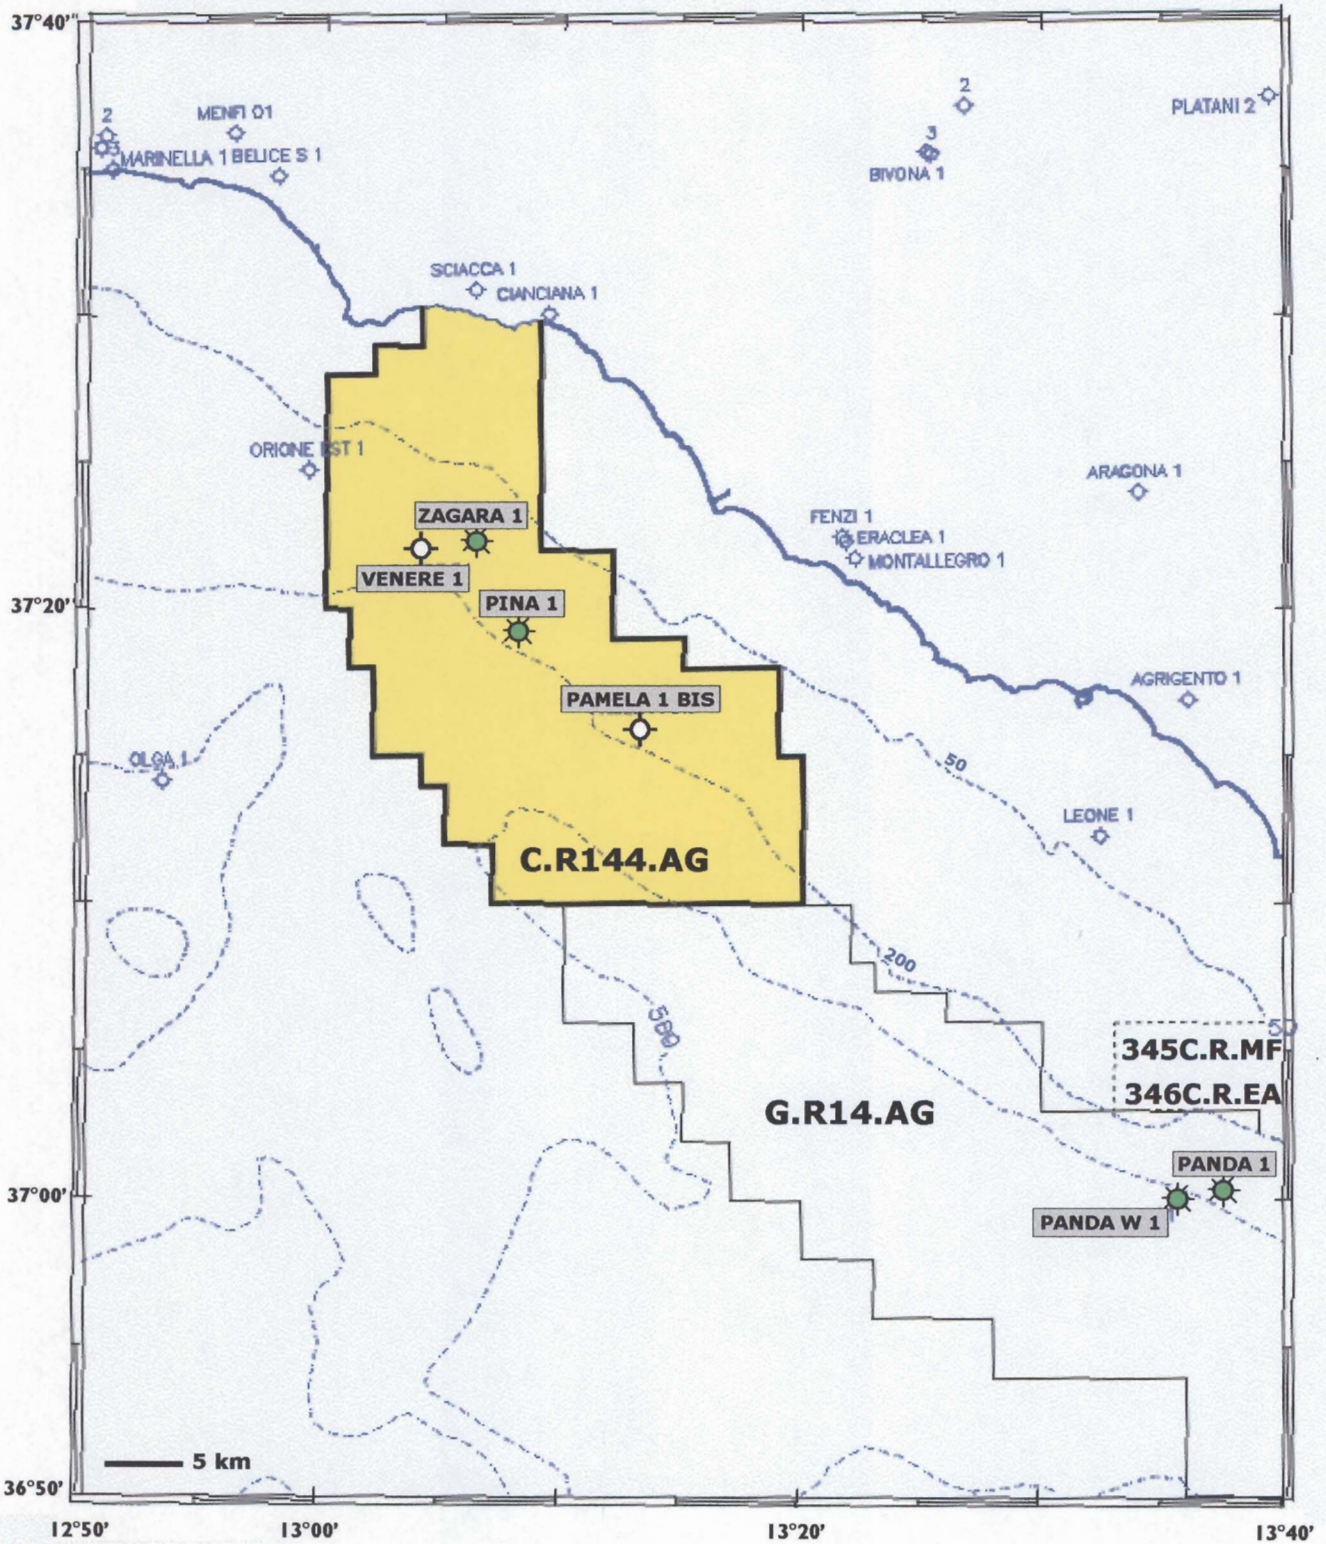 37°40'
2
MENFI 01
2
PLATANI 2
3
MARINELLA 1 BELICE S 1
3
BIVONA 1
SCIACCA 1
CIANCIANA 1
ORIONE EST 1
ARAGONA 1
ZAGARA 1
FENZI 1
ERACLEA 1
MONTALLEGRO 1
VENERE 1
37°20'
PINA 1
AGRIGENTO 1
PAMELA 1 BIS
OLGA 1
50
LEONE 1
C.R144.AG
200
500
50
345C.R.MF
346C.R.EA
G.R14.AG
PANDA 1
37°00'
PANDA W 1
5 km
36°50'
12°50'
13°00'
13°20'
13°40'